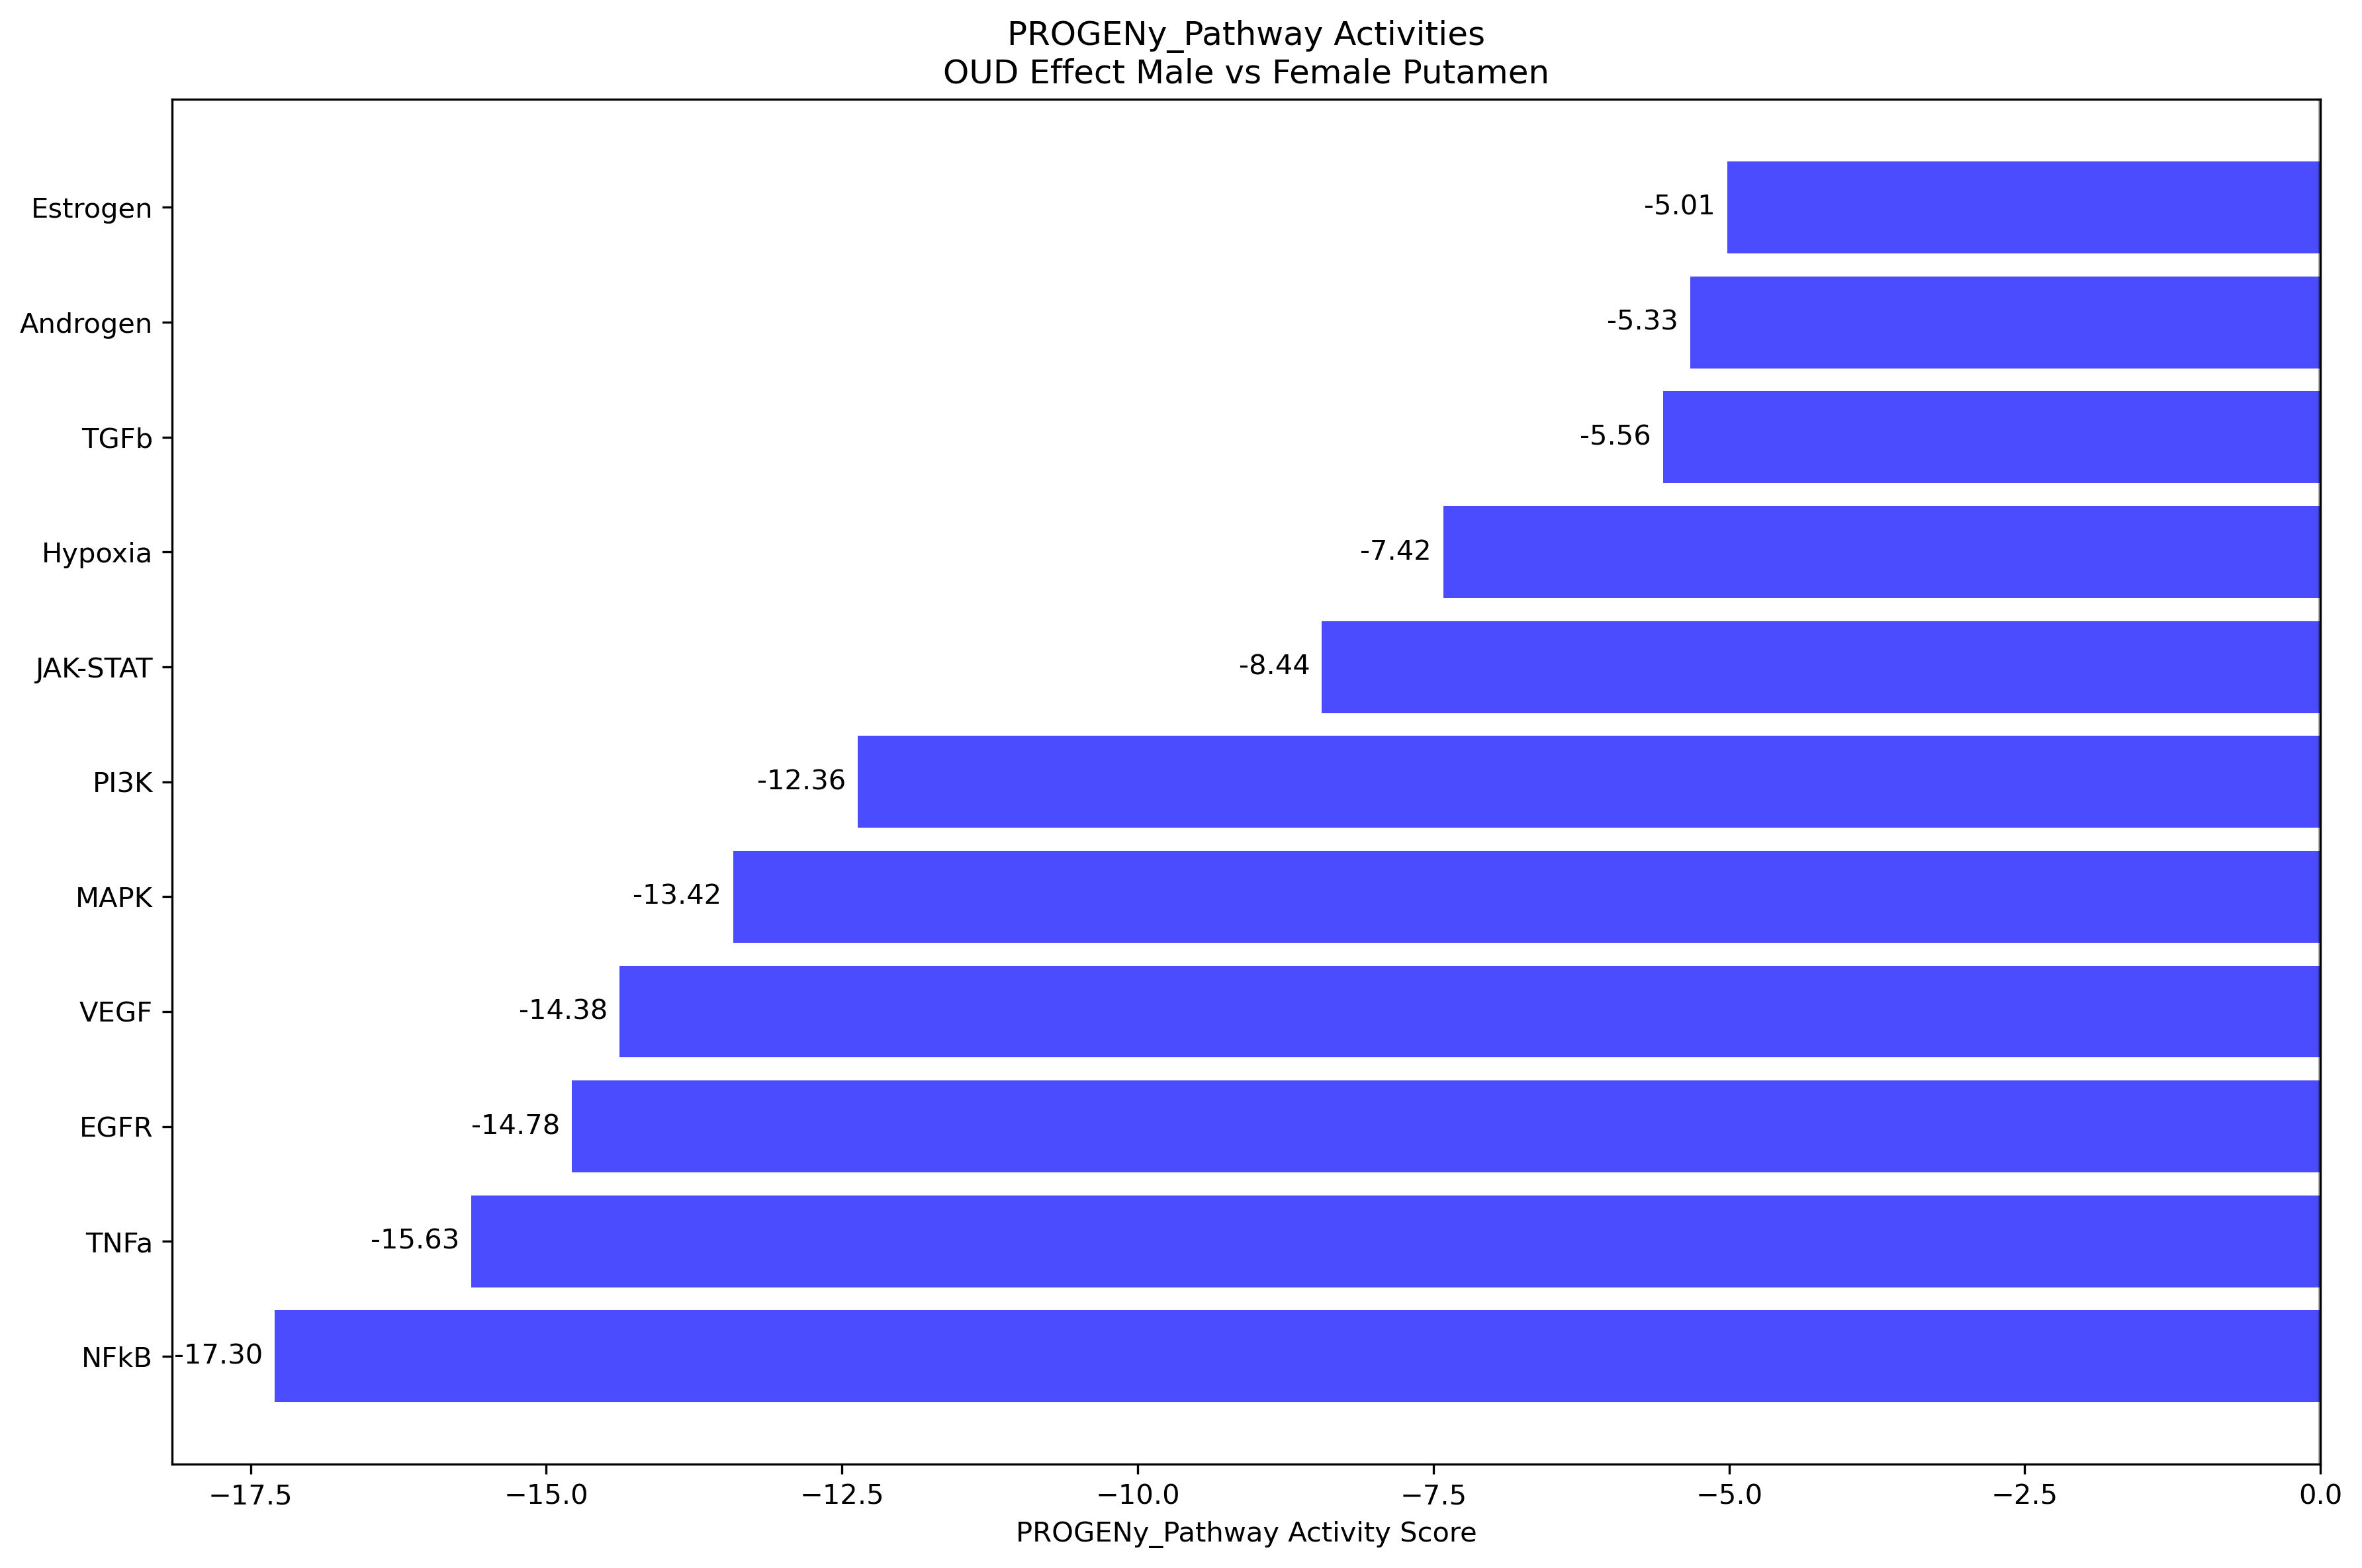 PROGENy_Pathway Activities
OUD Effect Male vs Female Putamen
Estrogen -5.01
Androgen -5.33
TGFb -5.56
Hypoxia -7.42
JAK-STAT -8.44
PI3K -12.36
MAPK -13.42
VEGF -14.38
EGFR -14.78
TNFa -15.63
NFkB -17.30
−17.5 −15.0 −12.5 −10.0 −7.5 −5.0 −2.5 0.0
PROGENy_Pathway Activity Score